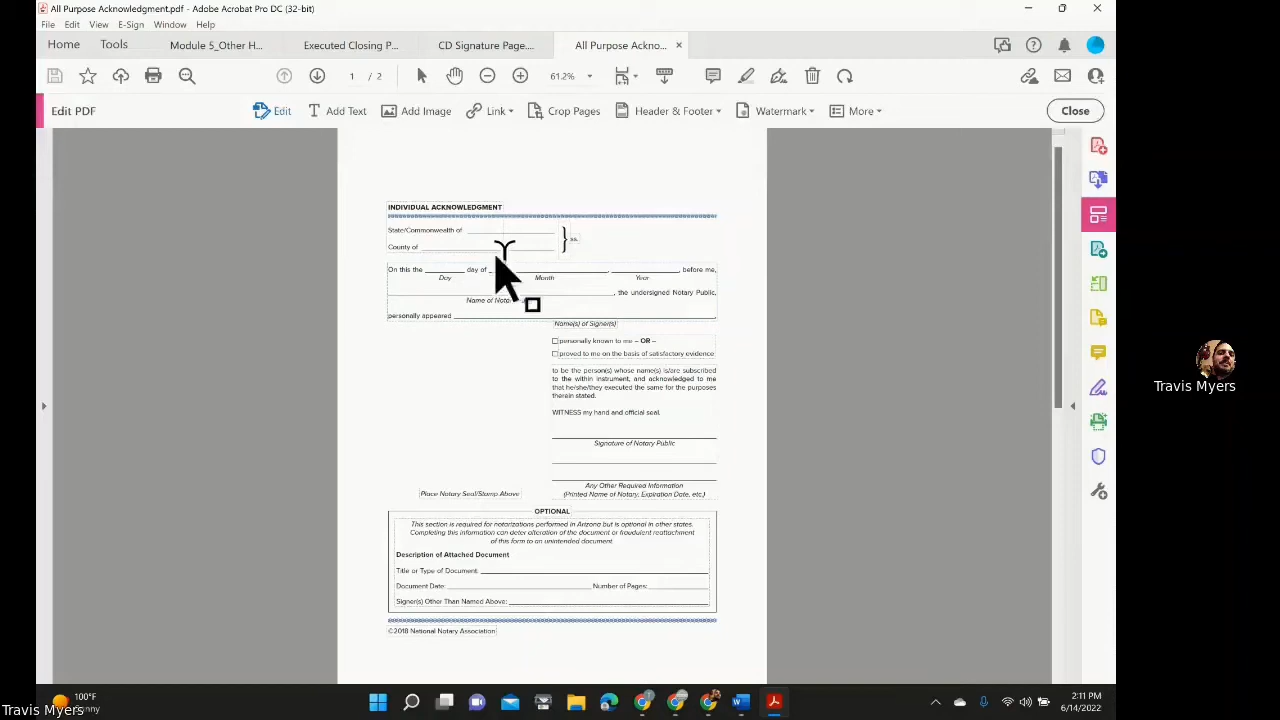 All Purpose Acknowledgment.pdf - Adobe Acrobat Pro DC (32-bit)
File Edit View E-Sign Window Help
Home Tools Module 5_Other H... Executed Closing P... CD Signature Page.... All Purpose Ackno...
1 / 2 61.2%
Edit PDF Edit Add Text Add Image Link Crop Pages Header & Footer Watermark More Close
INDIVIDUAL ACKNOWLEDGMENT
State/Commonwealth of
County of
} ss.
On this the day of , , before me,
Day Month Year
, the undersigned Notary Public,
Name of
personally appeared ,
Name(s) of Signer(s)
personally known to me – OR –
proved to me on the basis of satisfactory evidence
to be the person(s) whose name(s) is/are subscribed
to the within instrument, and acknowledged to me
that he/she/they executed the same for the purposes
therein stated.
WITNESS my hand and official seal.
Signature of Notary Public
Any Other Required Information
Place Notary Seal/Stamp Above (Printed Name of Notary, Expiration Date, etc.)
OPTIONAL
This section is required for notarizations performed in Arizona but is optional in other states.
Completing this information can deter alteration of the document or fraudulent reattachment
of this form to an unintended document.
Description of Attached Document
Title or Type of Document:
Document Date: Number of Pages:
Signer(s) Other Than Named Above:
©2018 National Notary Association
Travis Myers
100°F
2:11 PM
6/14/2022
Travis Myers